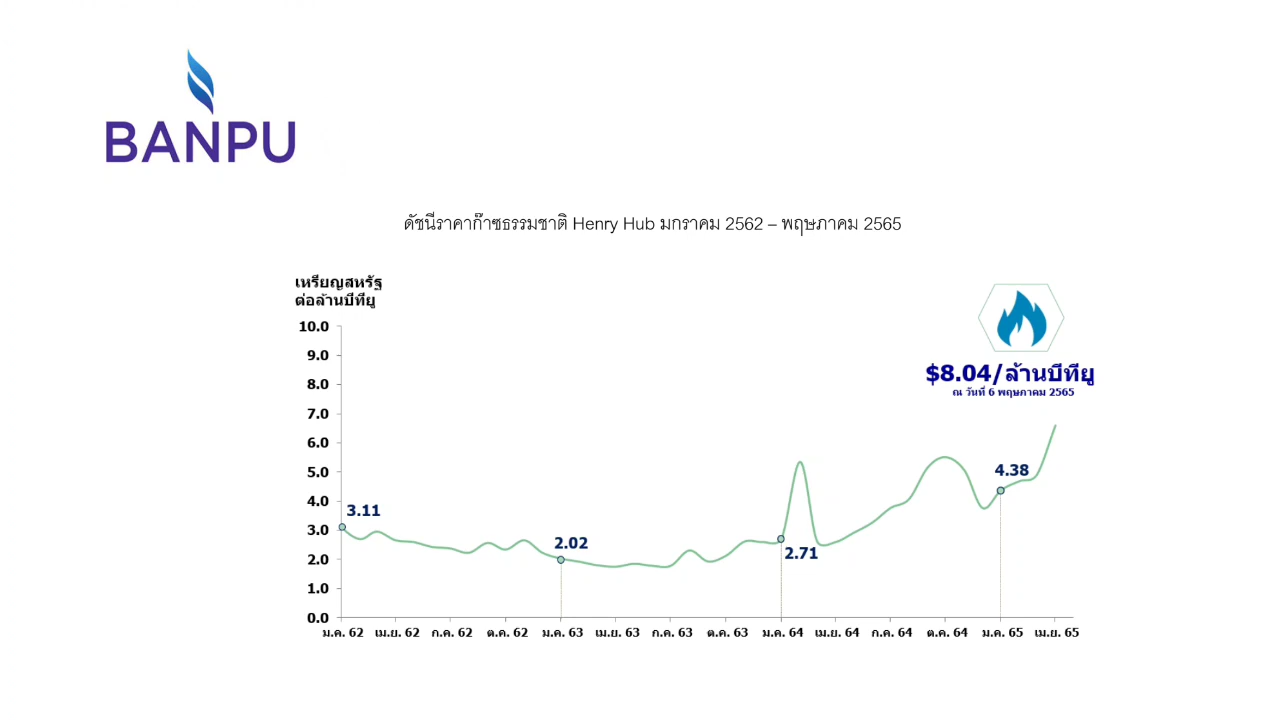 BANPU
ดัชนีราคาก๊าซธรรมชาติ Henry Hub มกราคม 2562 – พฤษภาคม 2565
เหรียญสหรัฐ
ต่อล้านบีทียู
$8.04/ล้านบีทียู
ณ วันที่ 6 พฤษภาคม 2565
10.0
9.0
8.0
7.0
6.0
5.0
4.0
3.0
2.0
1.0
0.0
3.11
2.02
2.71
4.38
ม.ค. 62 เม.ย. 62 ก.ค. 62 ต.ค. 62 ม.ค. 63 เม.ย. 63 ก.ค. 63 ต.ค. 63 ม.ค. 64 เม.ย. 64 ก.ค. 64 ต.ค. 64 ม.ค. 65 เม.ย. 65